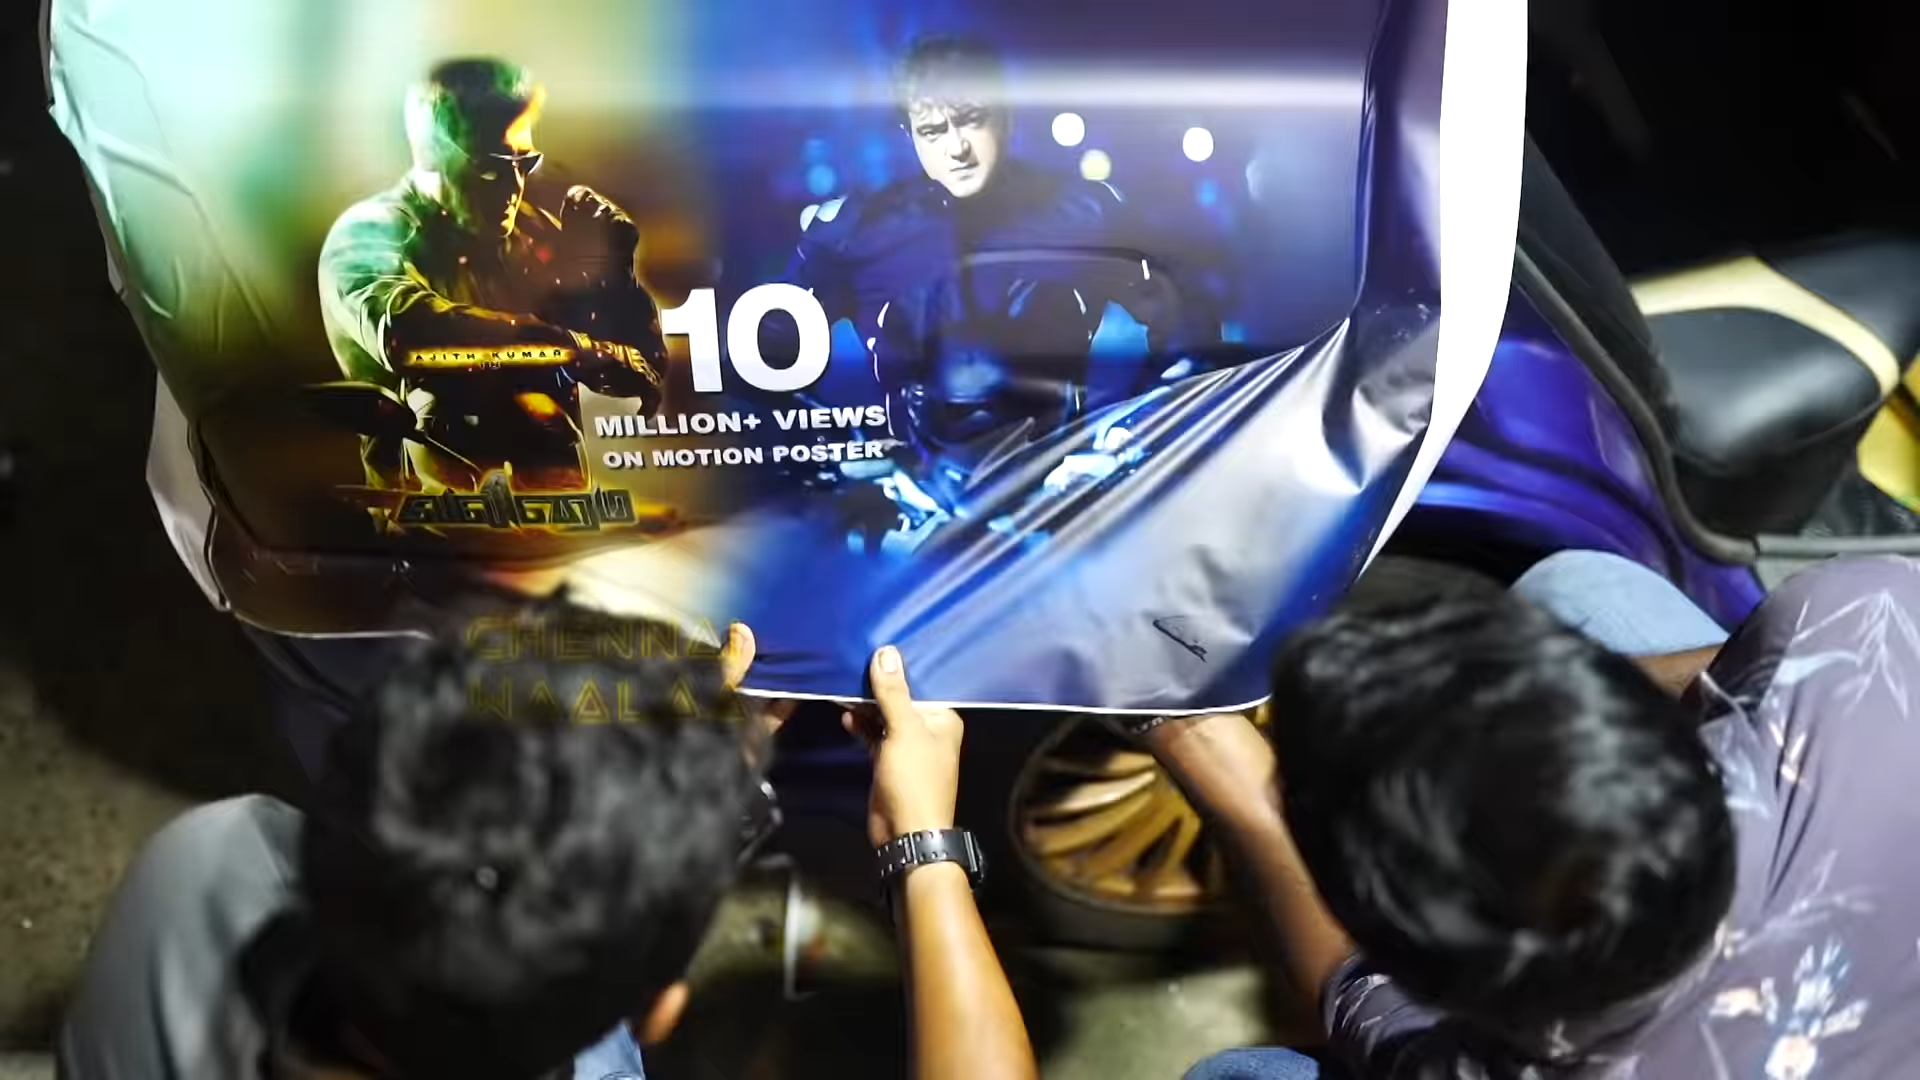 AJITH KUMAR
10
MILLION+ VIEWS
ON MOTION POSTER
வலிமை
CHENNAI
WAALAA